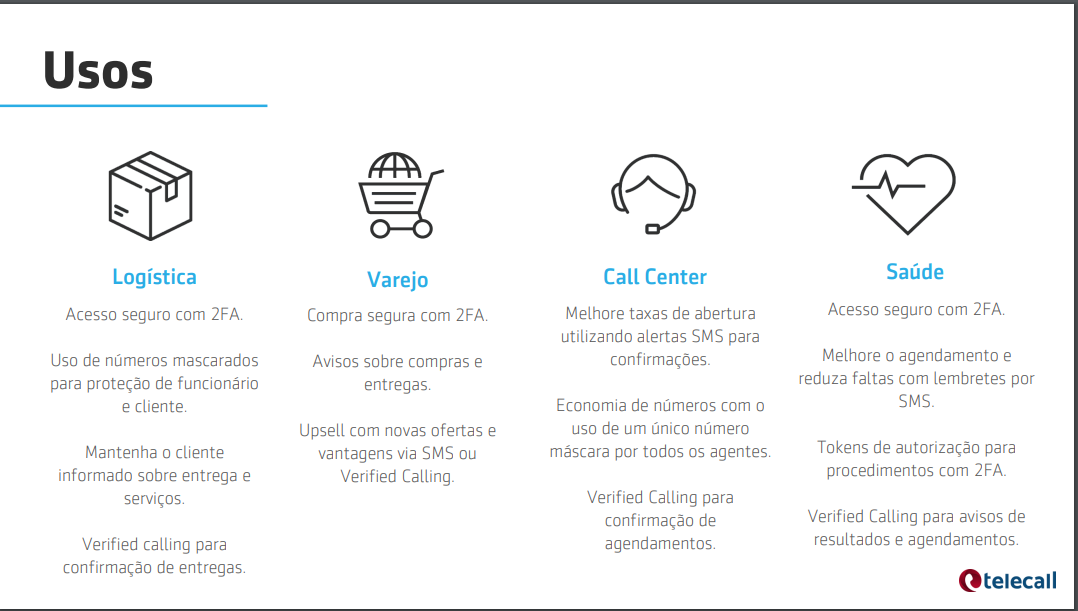 Usos
Logística
Acesso seguro com 2FA.
Uso de números mascarados
para proteção de funcionário
e cliente.
Mantenha o cliente
informado sobre entrega e
serviços.
Verified calling para
confirmação de entregas.
Varejo
Compra segura com 2FA.
Avisos sobre compras e
entregas.
Upsell com novas ofertas e
vantagens via SMS ou
Verified Calling.
Call Center
Melhore taxas de abertura
utilizando alertas SMS para
confirmações.
Economia de números com o
uso de um único número
máscara por todos os agentes.
Verified Calling para
confirmação de
agendamentos.
Saúde
Acesso seguro com 2FA.
Melhore o agendamento e
reduza faltas com lembretes por
SMS.
Tokens de autorização para
procedimentos com 2FA.
Verified Calling para avisos de
resultados e agendamentos.
telecall